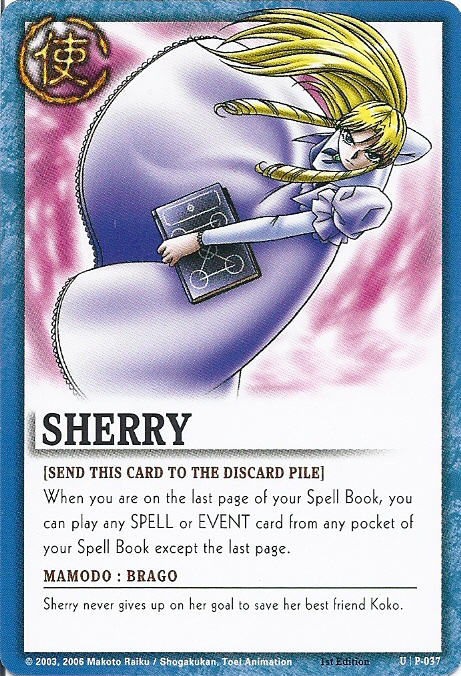 使
SHERRY
[SEND THIS CARD TO THE DISCARD PILE]
When you are on the last page of your Spell Book, you
can play any SPELL or EVENT card from any pocket of
your Spell Book except the last page.
MAMODO : BRAGO
Sherry never gives up on her goal to save her best friend Koko.
© 2003, 2006 Makoto Raiku / Shogakukan, Toei Animation 1st Edition U | P-037